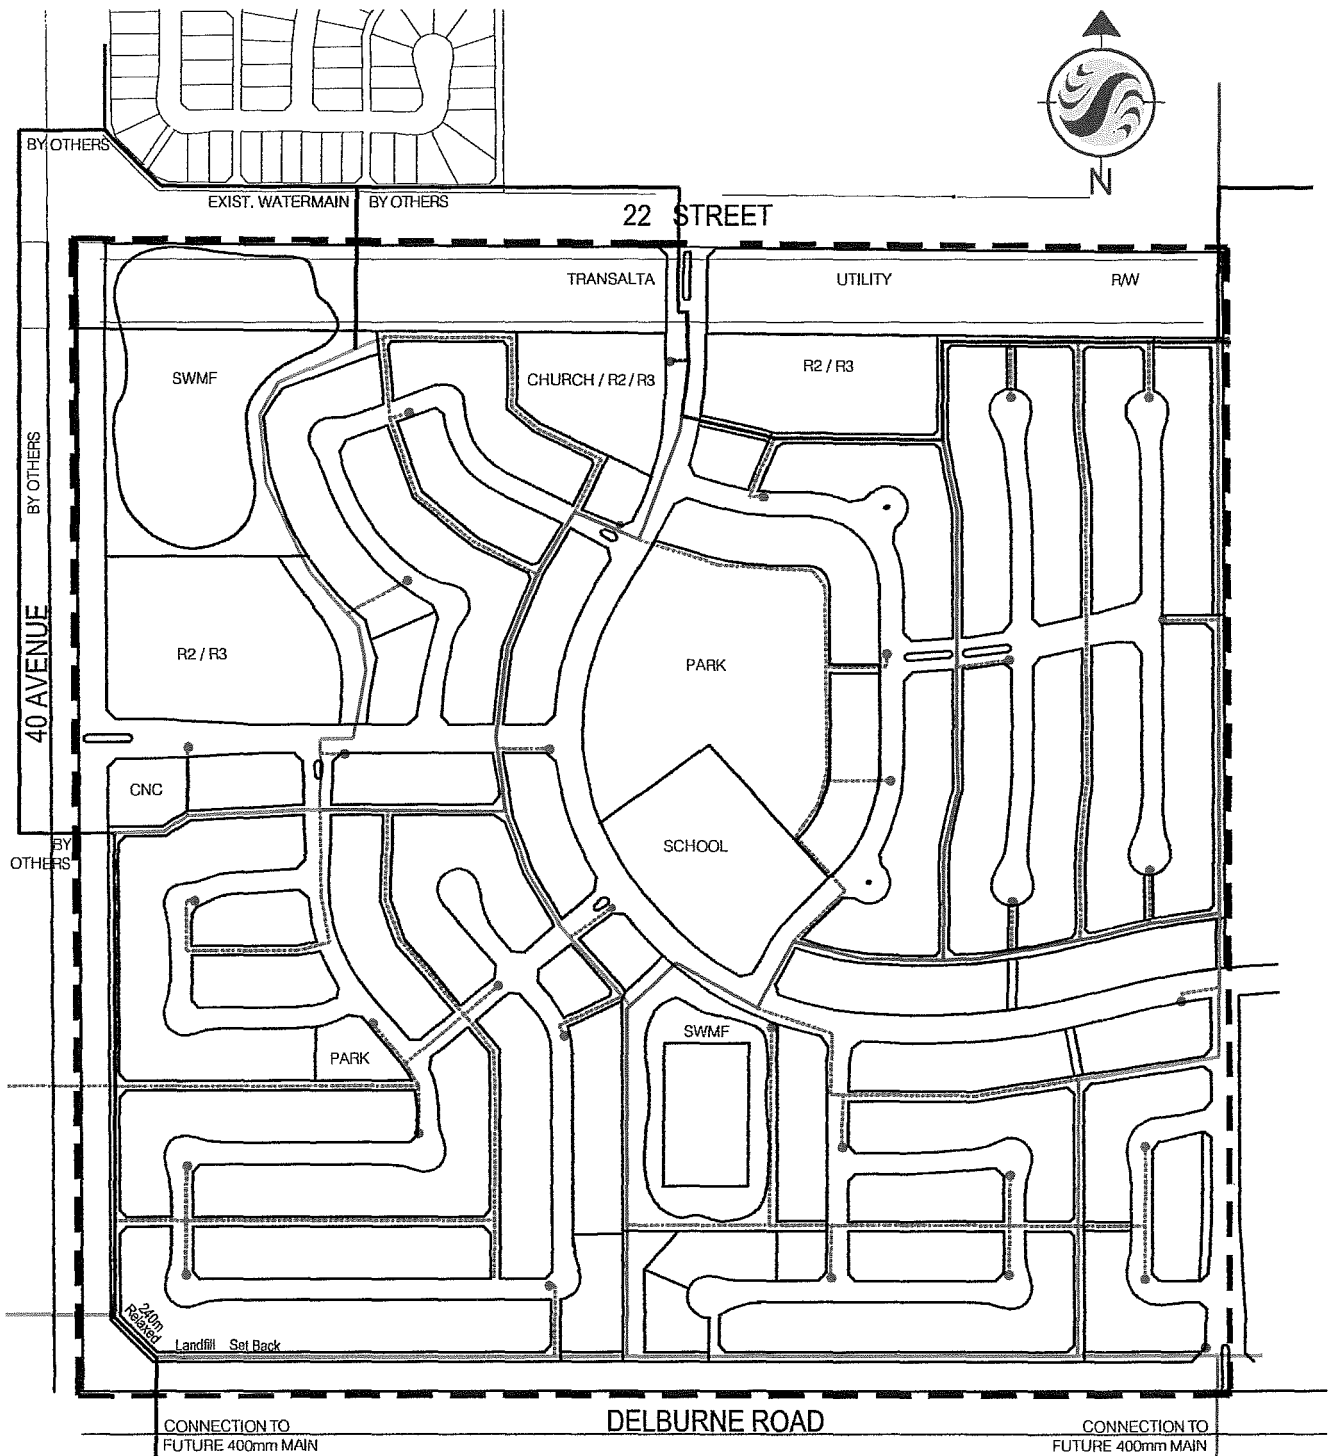 N
BY OTHERS
EXIST. WATERMAIN
BY OTHERS
22 STREET
TRANSALTA
UTILITY
R/W
SWMF
CHURCH / R2 / R3
R2 / R3
BY OTHERS
40 AVENUE
R2 / R3
PARK
CNC
BY
OTHERS
SCHOOL
SWMF
PARK
240m
Relaxed
Landfill Set Back
CONNECTION TO
FUTURE 400mm MAIN
DELBURNE ROAD
CONNECTION TO
FUTURE 400mm MAIN